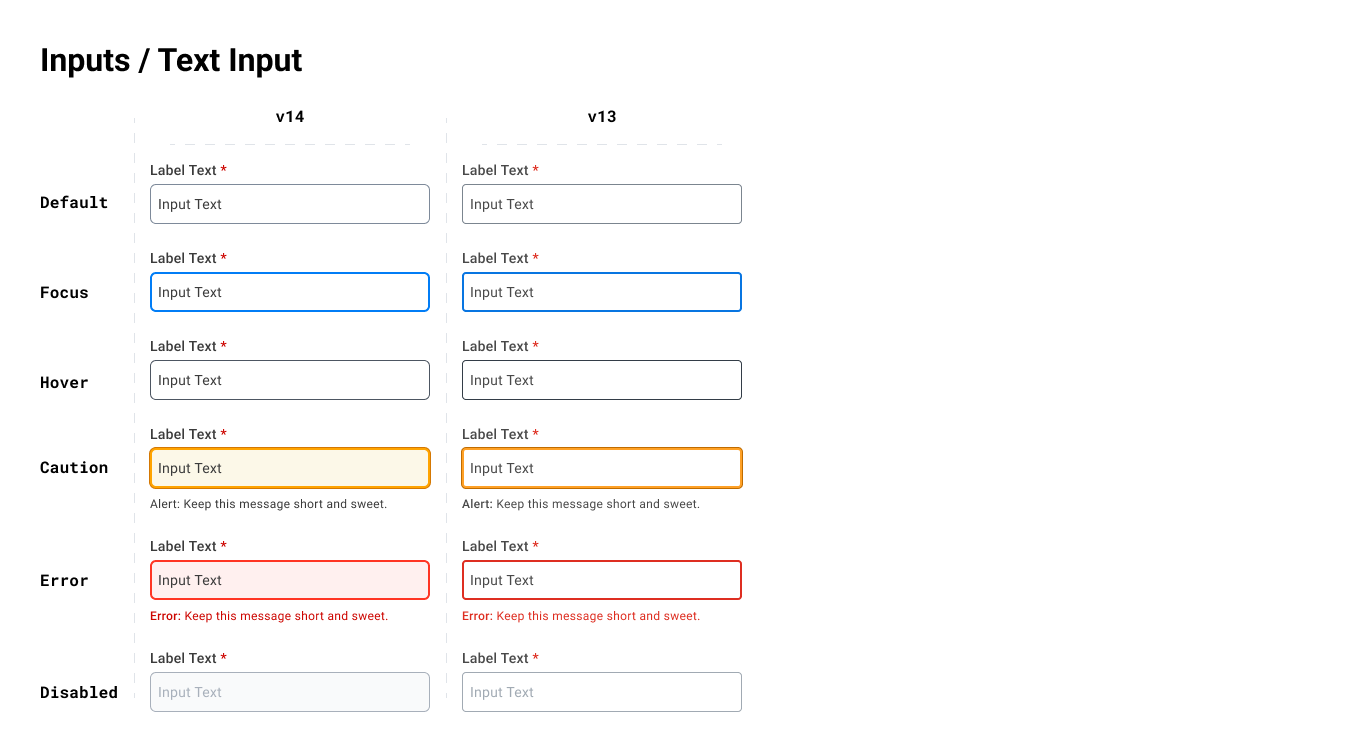 Inputs / Text Input
v14 v13
Label Text * Label Text *
Default Input Text Input Text
Label Text * Label Text *
Focus Input Text Input Text
Label Text * Label Text *
Hover Input Text Input Text
Label Text * Label Text *
Caution Input Text Input Text
Alert: Keep this message short and sweet. Alert: Keep this message short and sweet.
Label Text * Label Text *
Error Input Text Input Text
Error: Keep this message short and sweet. Error: Keep this message short and sweet.
Label Text * Label Text *
Disabled Input Text Input Text